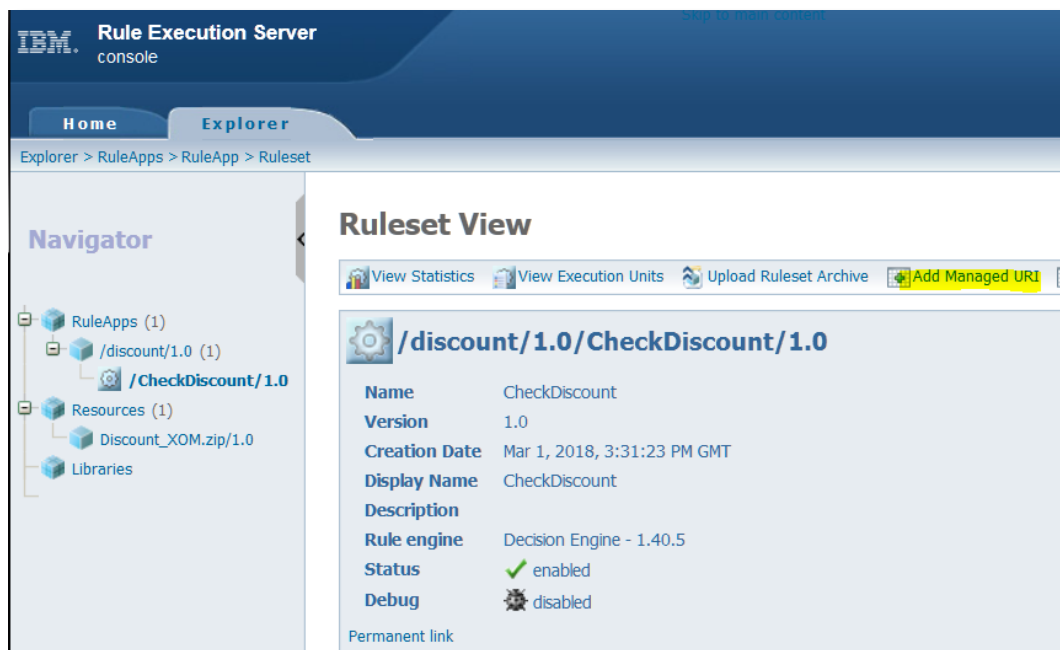 Skip to main content
IBM. Rule Execution Server
console
Home Explorer
Explorer > RuleApps > RuleApp > Ruleset
Navigator
RuleApps (1)
/discount/1.0 (1)
/CheckDiscount/1.0
Resources (1)
Discount_XOM.zip/1.0
Libraries
Ruleset View
View Statistics View Execution Units Upload Ruleset Archive Add Managed URI
/discount/1.0/CheckDiscount/1.0
Name CheckDiscount
Version 1.0
Creation Date Mar 1, 2018, 3:31:23 PM GMT
Display Name CheckDiscount
Description
Rule engine Decision Engine - 1.40.5
Status enabled
Debug disabled
Permanent link